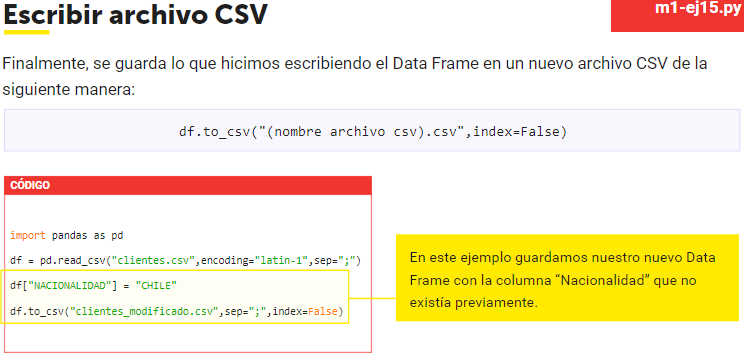 Escribir archivo CSV
m1-ej15.py
Finalmente, se guarda lo que hicimos escribiendo el Data Frame en un nuevo archivo CSV de la
siguiente manera:
df.to_csv("(nombre archivo csv).csv",index=False)
CÓDIGO
import pandas as pd
df = pd.read_csv("clientes.csv",encoding="latin-1",sep=";")
df["NACIONALIDAD"] = "CHILE"
df.to_csv("clientes_modificado.csv",sep=";",index=False)
En este ejemplo guardamos nuestro nuevo Data
Frame con la columna “Nacionalidad” que no
existía previamente.